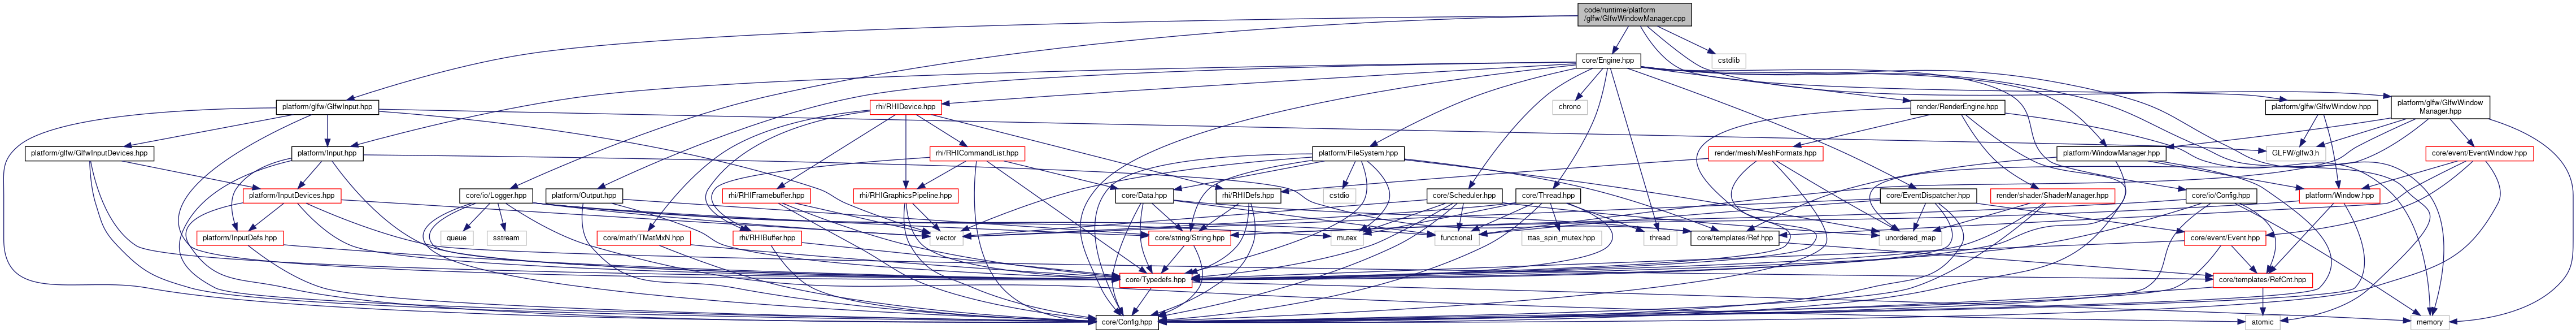 code/runtime/platform
/glfw/GlfwWindowManager.cpp
core/Engine.hpp
cstdlib
platform/glfw/GlfwInput.hpp
rhi/RHIDevice.hpp
chrono
render/RenderEngine.hpp
platform/glfw/GlfwWindow.hpp
platform/glfw/GlfwWindow
Manager.hpp
platform/glfw/GlfwInputDevices.hpp
platform/Input.hpp
rhi/RHICommandList.hpp
platform/FileSystem.hpp
render/mesh/MeshFormats.hpp
platform/WindowManager.hpp
GLFW/glfw3.h
core/event/EventWindow.hpp
platform/InputDevices.hpp
core/io/Logger.hpp
platform/Output.hpp
rhi/RHIFramebuffer.hpp
rhi/RHIGraphicsPipeline.hpp
core/Data.hpp
rhi/RHIDefs.hpp
cstdio
core/Scheduler.hpp
core/Thread.hpp
core/EventDispatcher.hpp
render/shader/ShaderManager.hpp
core/io/Config.hpp
platform/Window.hpp
platform/InputDefs.hpp
queue
sstream
core/math/TMatMxN.hpp
rhi/RHIBuffer.hpp
vector
core/string/String.hpp
mutex
functional
ttas_spin_mutex.hpp
thread
core/templates/Ref.hpp
unordered_map
core/event/Event.hpp
core/Typedefs.hpp
core/templates/RefCnt.hpp
core/Config.hpp
atomic
memory